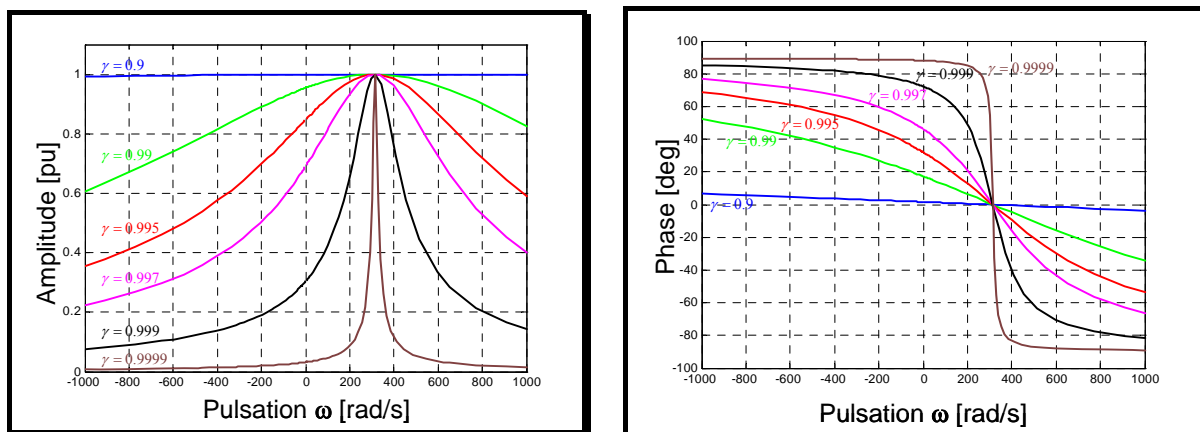 1
0.8
0.6
0.4
0.2
0
-1000 -800 -600 -400 -200 0 200 400 600 800 1000
Amplitude [pu]
Pulsation ω [rad/s]
γ = 0.9
γ = 0.99
γ = 0.995
γ = 0.997
γ = 0.999
γ = 0.9999
100
80
60
40
20
0
-20
-40
-60
-80
-100
-1000 -800 -600 -400 -200 0 200 400 600 800 1000
Phase [deg]
Pulsation ω [rad/s]
γ = 0.9999
γ = 0.999
γ = 0.997
γ = 0.995
γ = 0.99
γ = 0.9